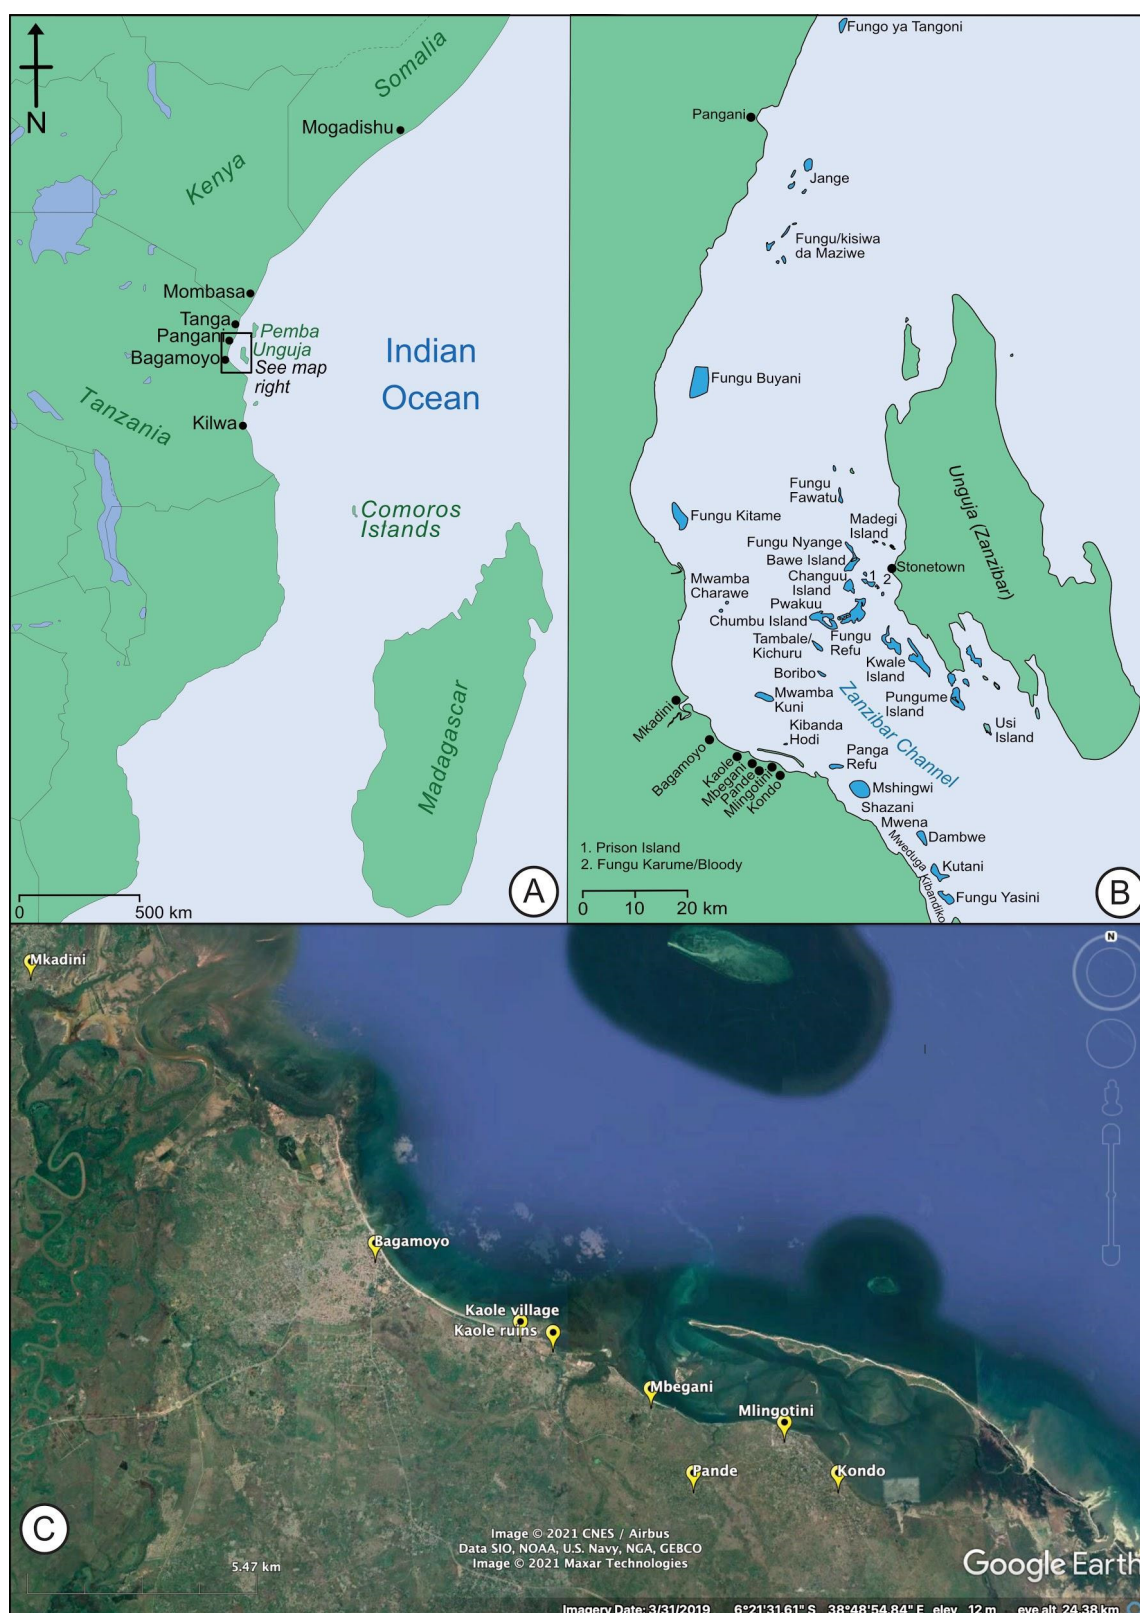 N
Somalia
Mogadishu
Kenya
Mombasa
Tanga
Pangani
Bagamoyo
Pemba
Unguja
See map
right
Indian
Ocean
Tanzania
Kilwa
Comoros
Islands
Madagascar
0
500 km
A
Fungo ya Tangoni
Pangani
Jange
Fungu/kisiwa
da Maziwe
Fungu Buyani
Fungu
Fawatu
Fungu Kitame
Madegi
Island
Fungu Nyange
Bawe Island
Stonetown
Unguja (Zanzibar)
Changuu
Island
1
2
Mwamba
Charawe
Pwakuu
Chumbu Island
Tambale/
Kichuru
Fungu
Refu
Kwale
Island
Boribo
Mwamba
Kuni
Zanzibar Channel
Pungume
Island
Usi
Island
Mkadini
Kibanda
Hodi
Bagamoyo
Kaole
Mbegani
Pande
Mlingotini
Kondo
Panga
Refu
Mshingwi
Shazani
Mwena
Dambwe
Mweduga
Kutani
Kibandiko
Fungu Yasini
1. Prison Island
2. Fungu Karume/Bloody
0 10 20 km
B
Mkadini
N
Bagamoyo
Kaole village
Kaole ruins
Mbegani
Mlingotini
Pande
Kondo
C
Image © 2021 CNES / Airbus
Data SIO, NOAA, U.S. Navy, NGA, GEBCO
Image © 2021 Maxar Technologies
5.47 km
Google Earth
Imagery Date: 3/31/2019 6°21'31.61" S 38°48'54.84" E elev 12 m eye alt 24.38 km